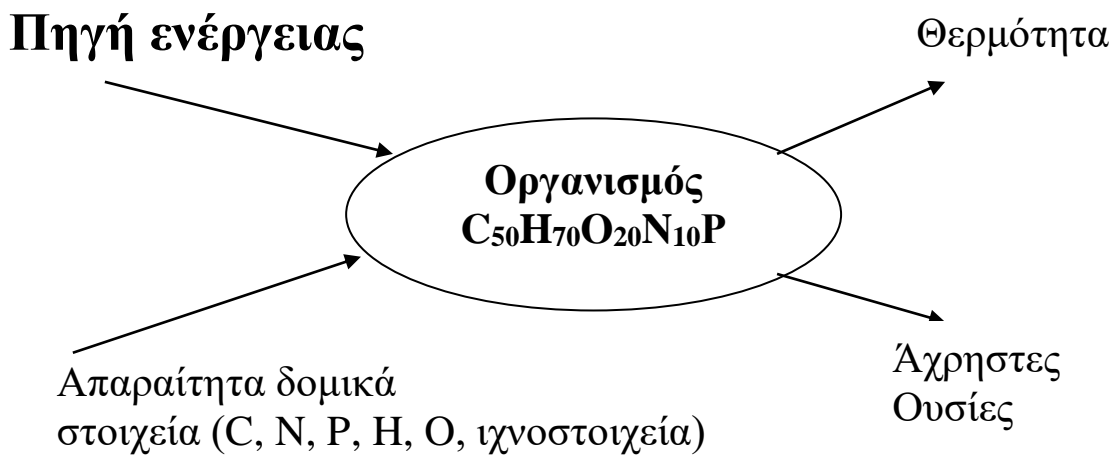 Πηγή ενέργειας
Θερμότητα
Οργανισμός
C₅₀H₇₀O₂₀N₁₀P
Απαραίτητα δομικά
στοιχεία (C, N, P, H, O, ιχνοστοιχεία)
Άχρηστες
Ουσίες